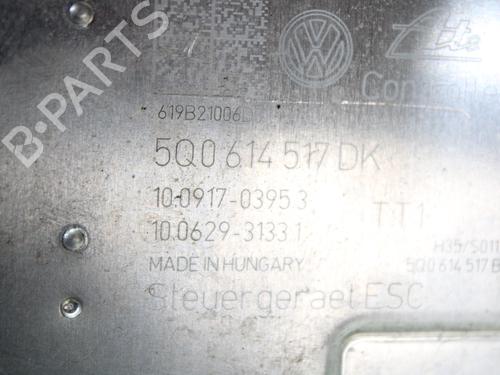 B-PARTS
Ate
619B21006
5Q0 614 517 DK
10.0917-0395.3
TT1
10.0629-3133.1
H35/S011
MADE IN HUNGARY
5Q0 614 517 B
Steuergeraet ESC